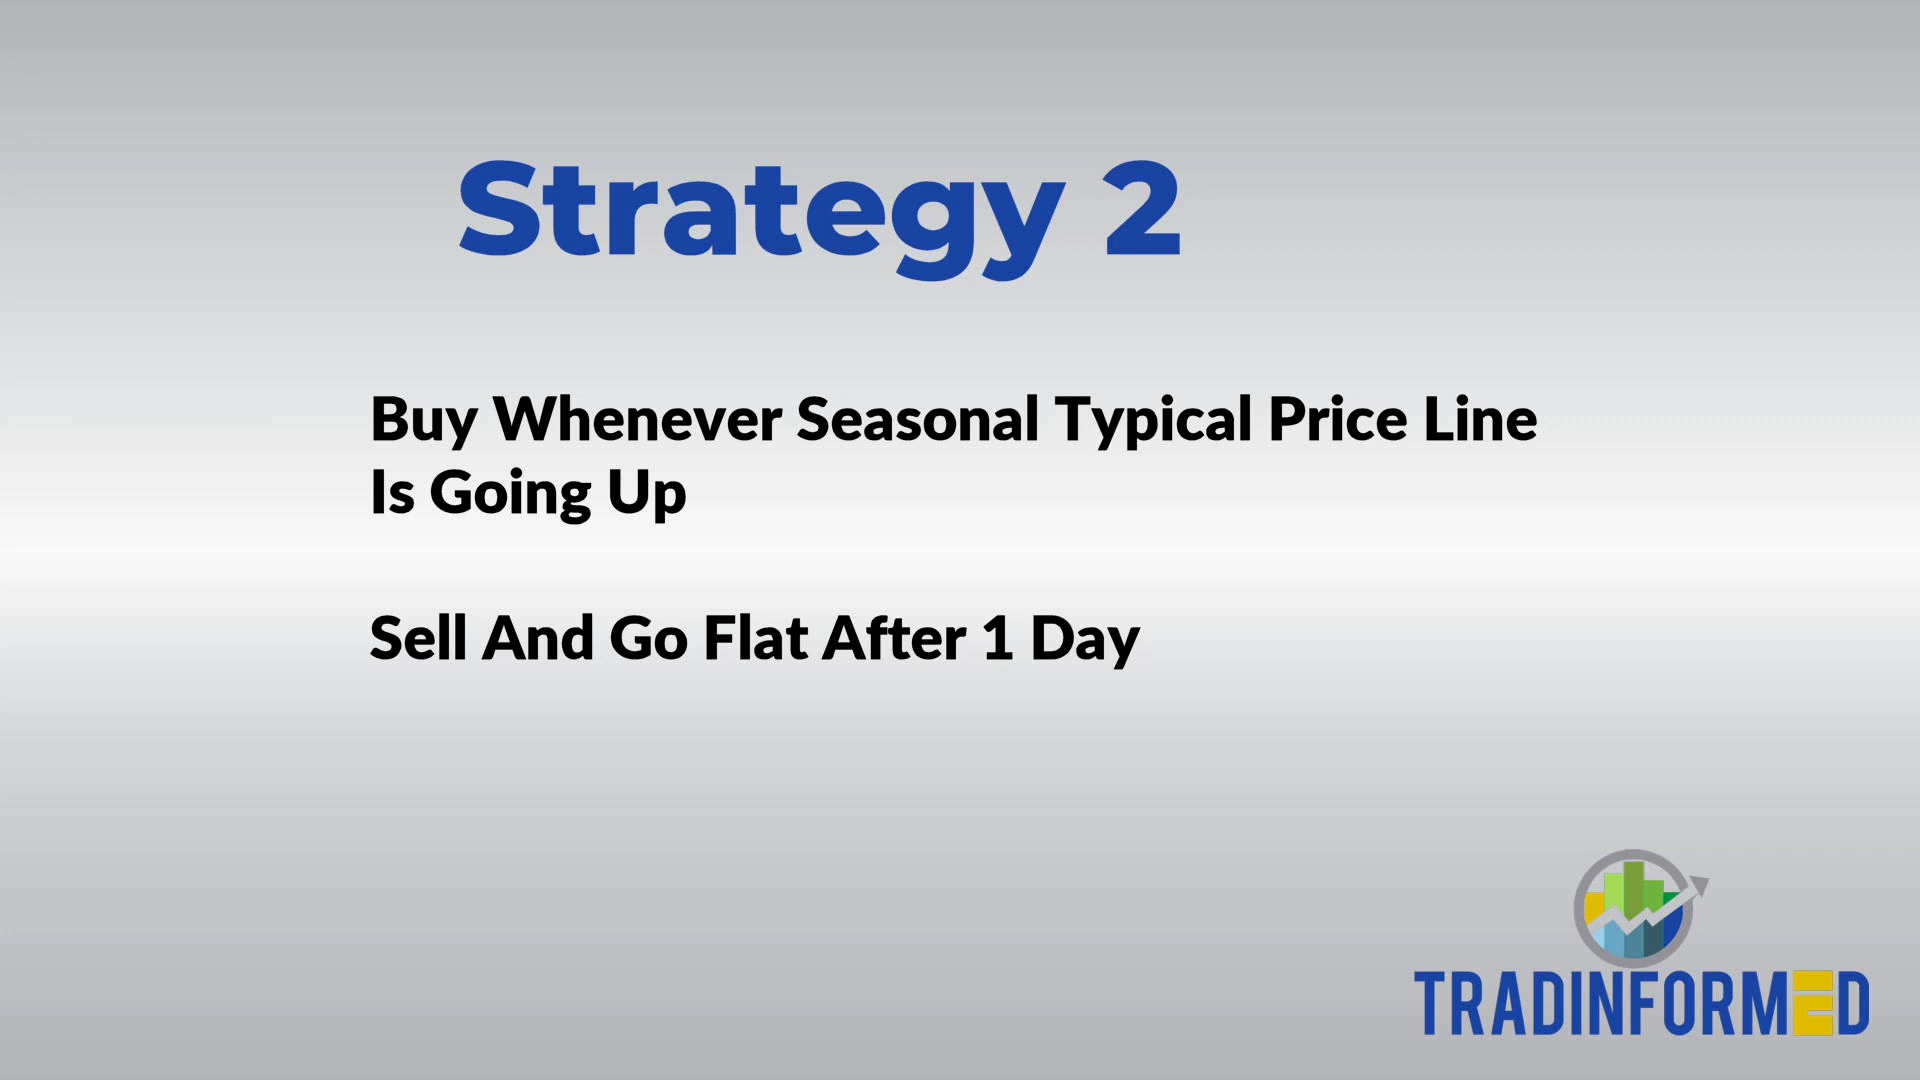 Strategy 2
Buy Whenever Seasonal Typical Price Line
Is Going Up
Sell And Go Flat After 1 Day
TRADINFORMED